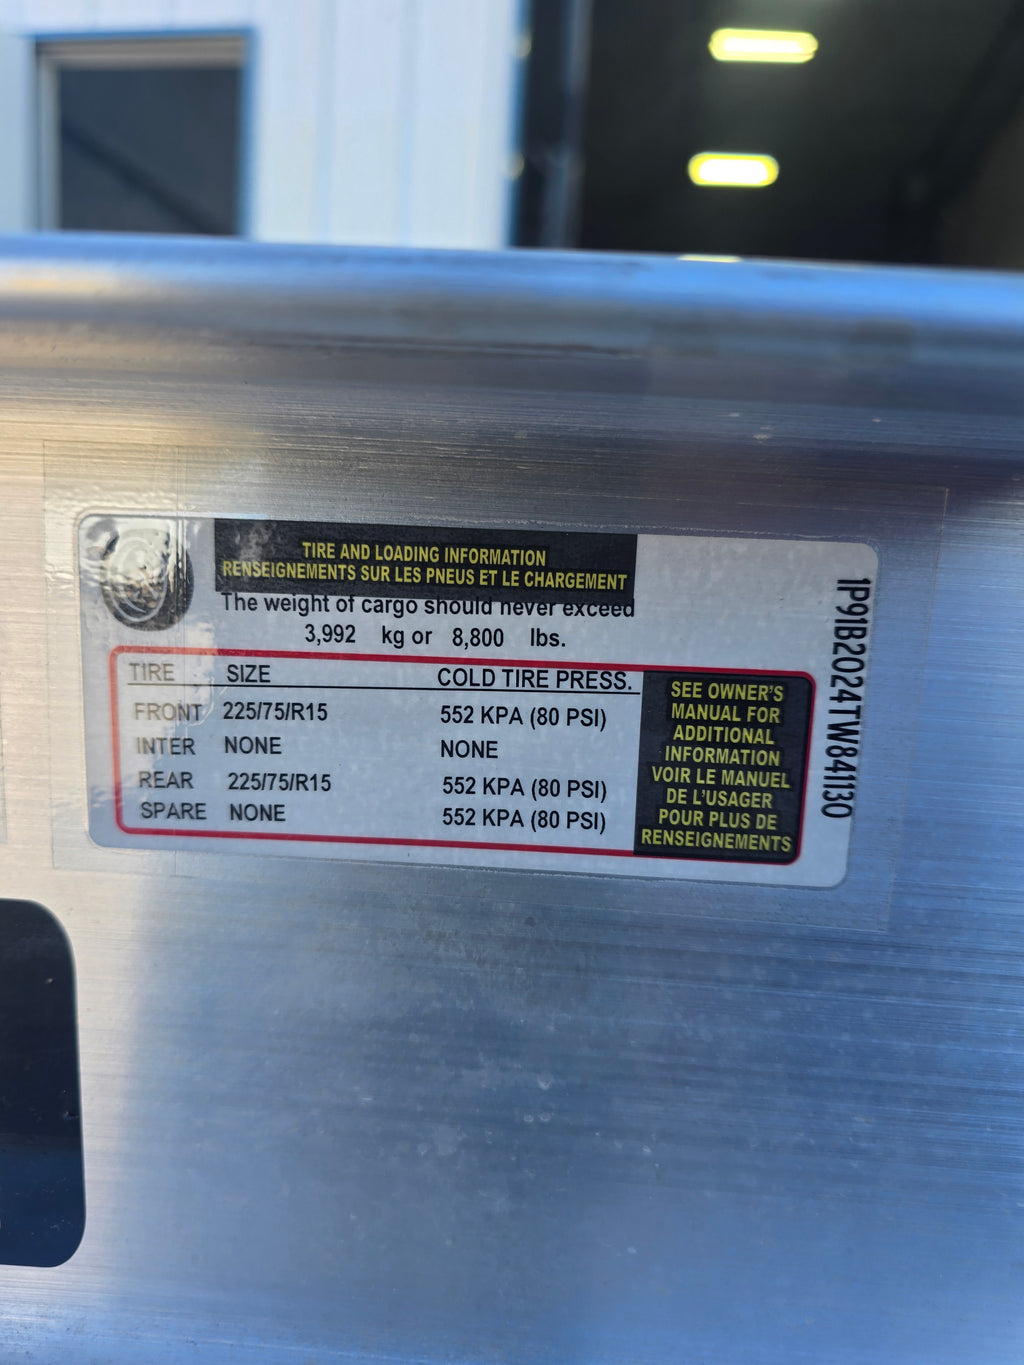 TIRE AND LOADING INFORMATION
RENSEIGNEMENTS SUR LES PNEUS ET LE CHARGEMENT
The weight of cargo should never exceed
3,992 kg or 8,800 lbs.
TIRE SIZE COLD TIRE PRESS.
FRONT 225/75/R15 552 KPA (80 PSI)
INTER NONE NONE
REAR 225/75/R15 552 KPA (80 PSI)
SPARE NONE 552 KPA (80 PSI)
SEE OWNER'S
MANUAL FOR
ADDITIONAL
INFORMATION
VOIR LE MANUEL
DE L'USAGER
POUR PLUS DE
RENSEIGNEMENTS
1P91B2024TW841130